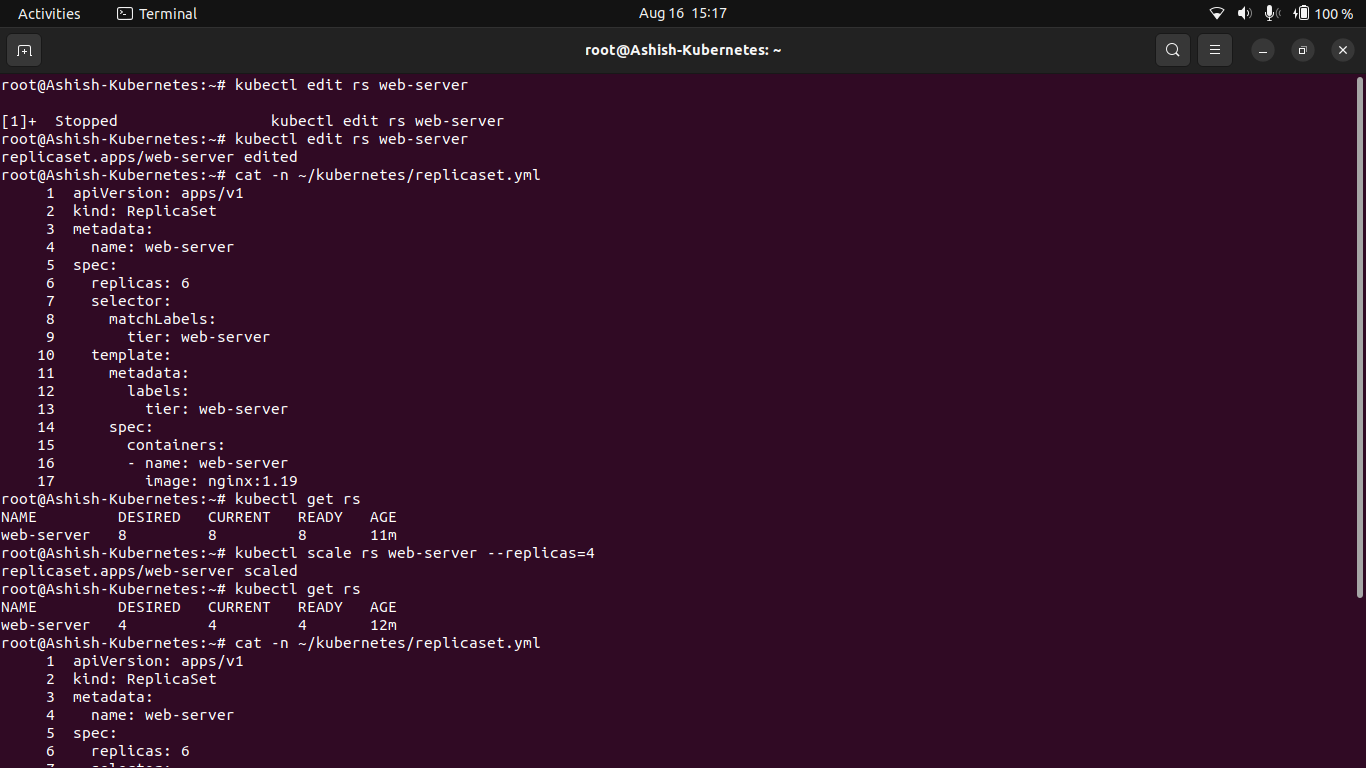 Activities Terminal Aug 16 15:17 100 %
root@Ashish-Kubernetes: ~
root@Ashish-Kubernetes:~# kubectl edit rs web-server
[1]+  Stopped                 kubectl edit rs web-server
root@Ashish-Kubernetes:~# kubectl edit rs web-server
replicaset.apps/web-server edited
root@Ashish-Kubernetes:~# cat -n ~/kubernetes/replicaset.yml
     1  apiVersion: apps/v1
     2  kind: ReplicaSet
     3  metadata:
     4    name: web-server
     5  spec:
     6    replicas: 6
     7    selector:
     8      matchLabels:
     9        tier: web-server
    10    template:
    11      metadata:
    12        labels:
    13          tier: web-server
    14      spec:
    15        containers:
    16        - name: web-server
    17          image: nginx:1.19
root@Ashish-Kubernetes:~# kubectl get rs
NAME         DESIRED   CURRENT   READY   AGE
web-server   8         8         8       11m
root@Ashish-Kubernetes:~# kubectl scale rs web-server --replicas=4
replicaset.apps/web-server scaled
root@Ashish-Kubernetes:~# kubectl get rs
NAME         DESIRED   CURRENT   READY   AGE
web-server   4         4         4       12m
root@Ashish-Kubernetes:~# cat -n ~/kubernetes/replicaset.yml
     1  apiVersion: apps/v1
     2  kind: ReplicaSet
     3  metadata:
     4    name: web-server
     5  spec:
     6    replicas: 6